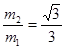 m₂/m₁ = √3/3